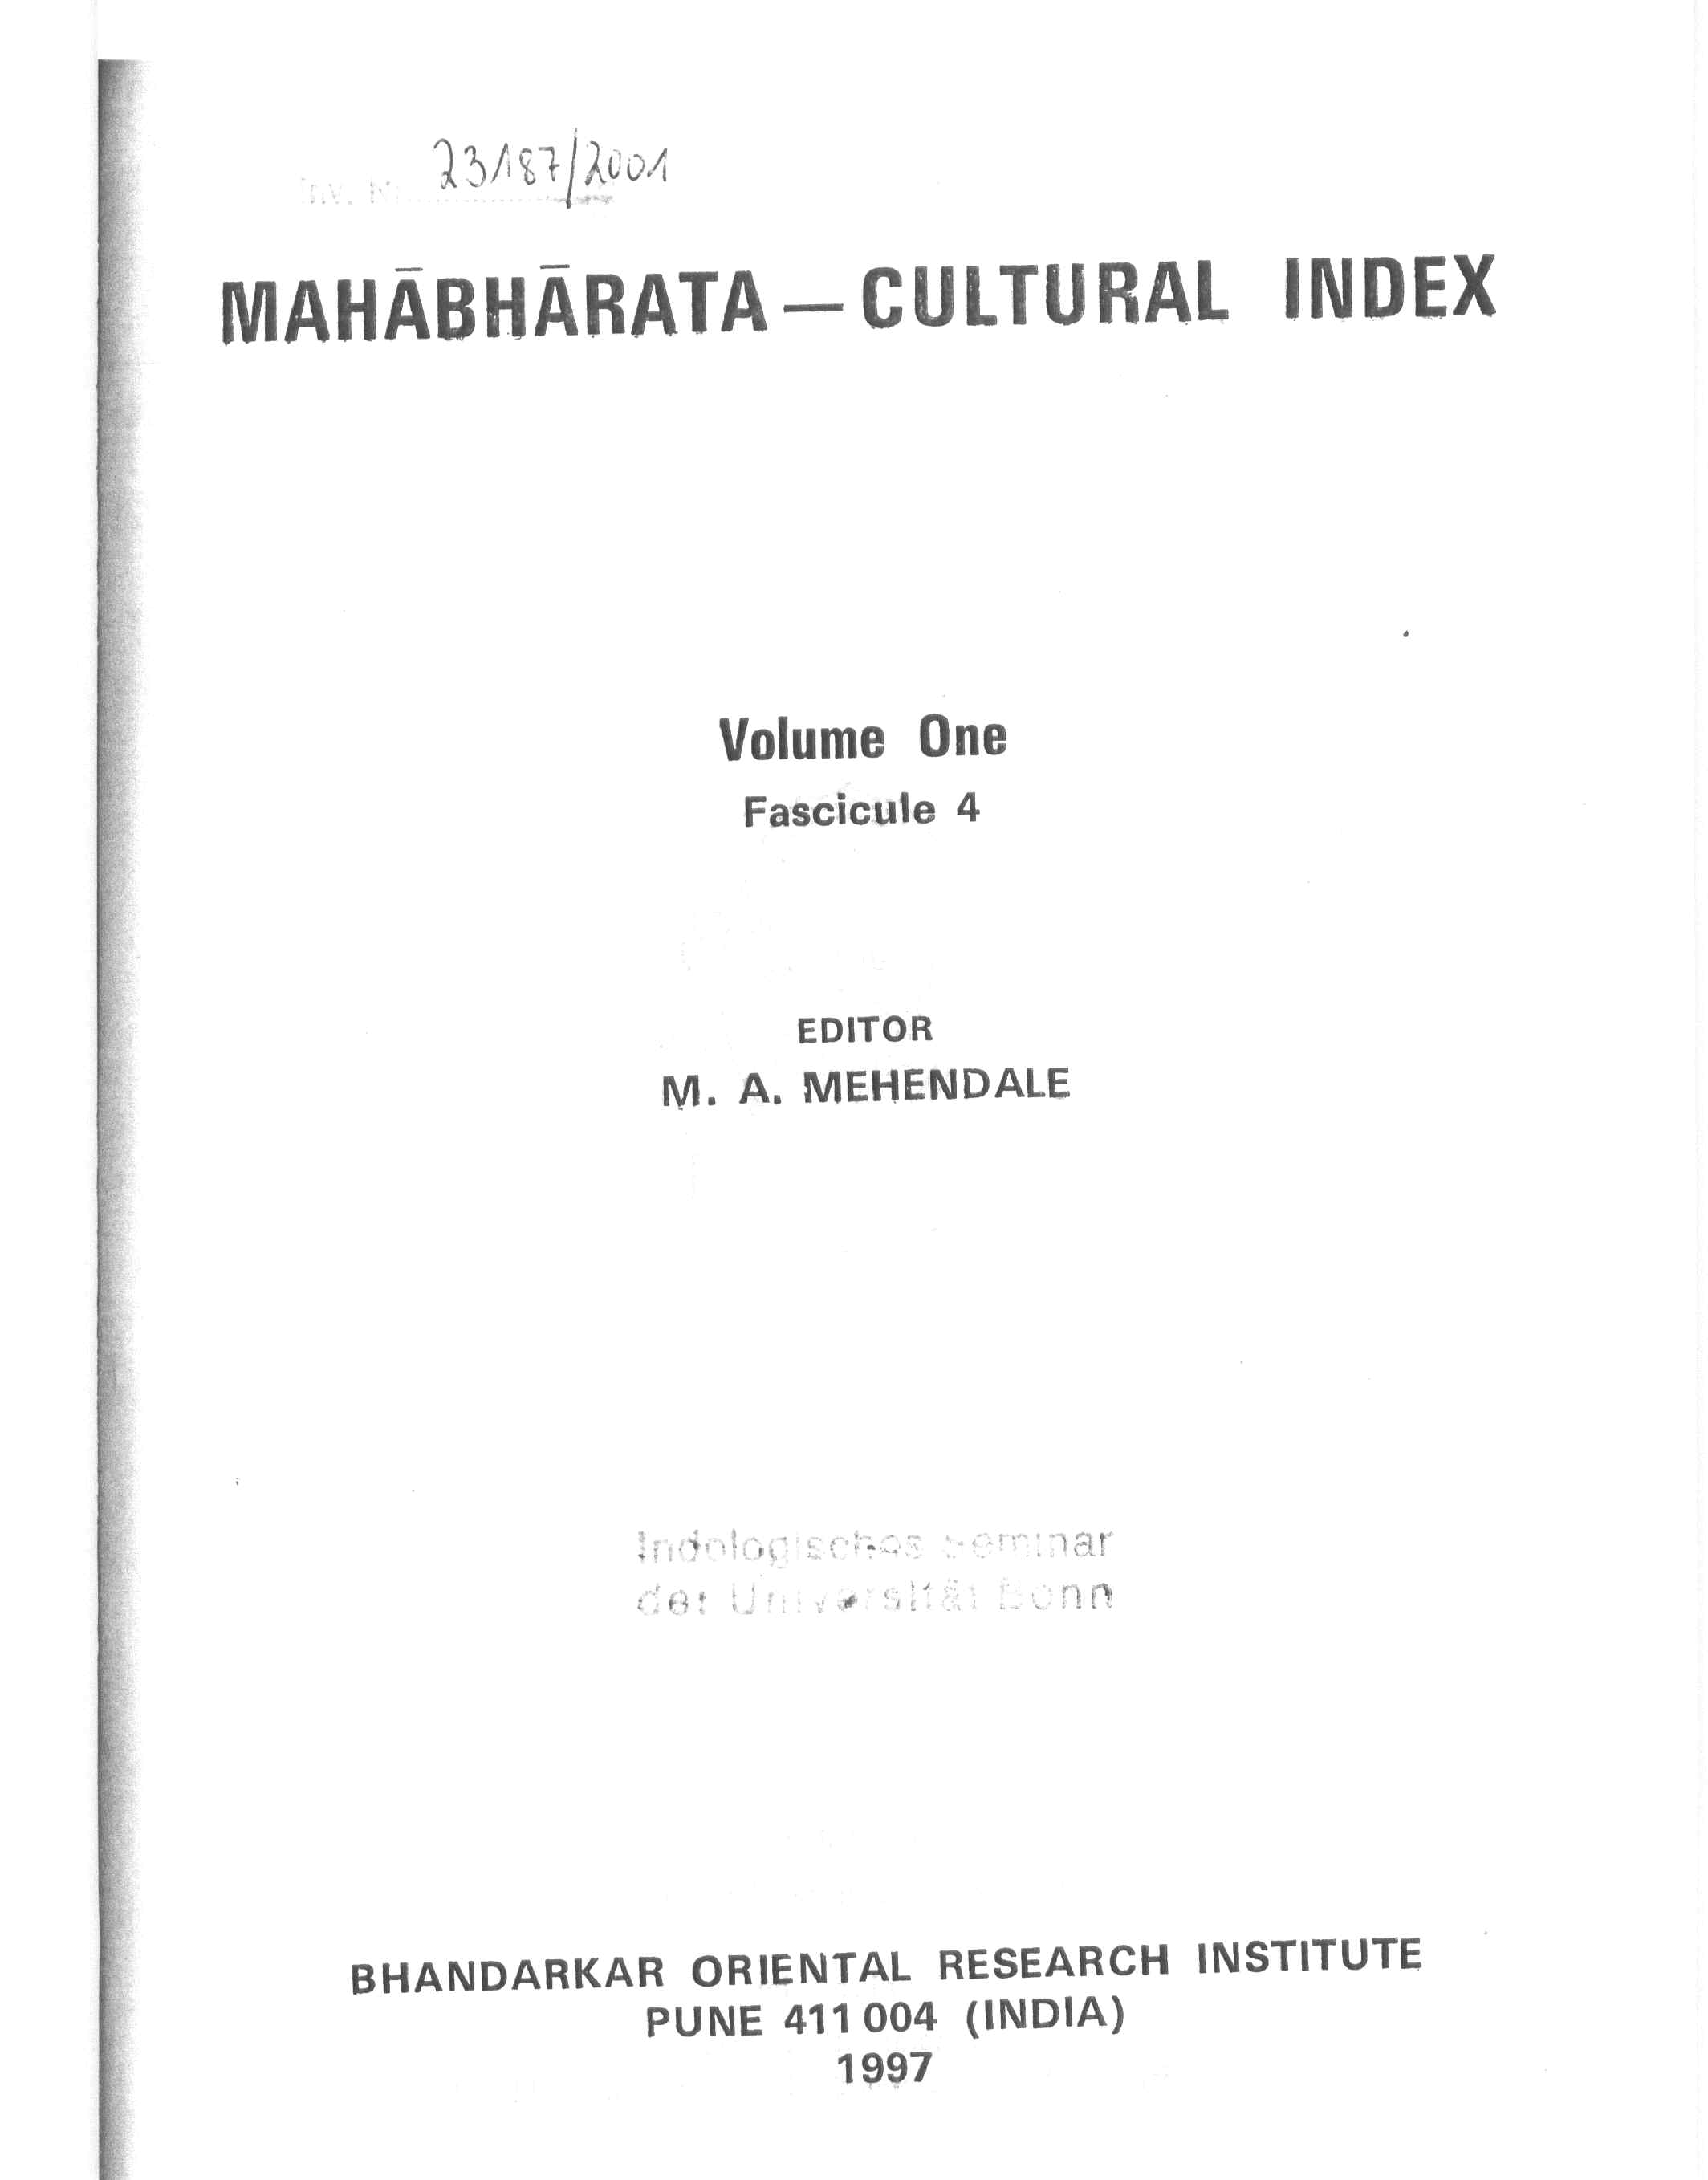 Inv. Nr. 23187/2001
MAHĀBHĀRATA — CULTURAL INDEX
Volume One
Fascicule 4
EDITOR
M. A. MEHENDALE
Indologisches Seminar
der Universität Bonn
BHANDARKAR ORIENTAL RESEARCH INSTITUTE
PUNE 411 004 (INDIA)
1997